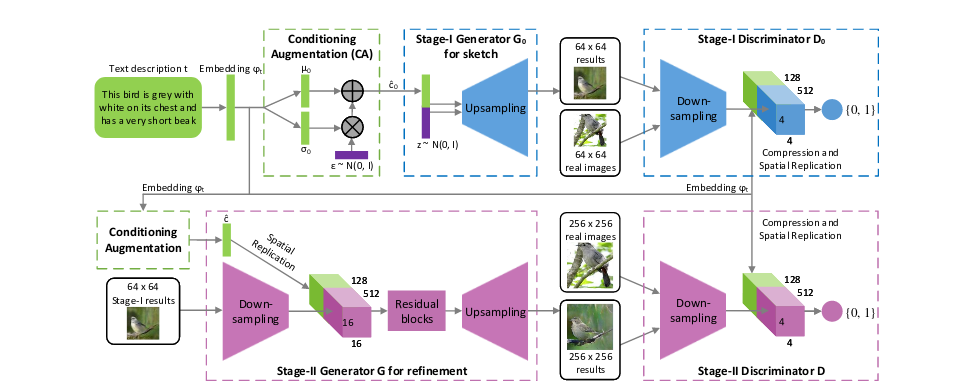 Conditioning
Augmentation (CA)
Stage-I Generator G₀
for sketch
64 x 64
results
Stage-I Discriminator D₀
Text description t
Embedding φₜ
μ₀
ĉ₀
128
512
This bird is grey with
white on its chest and
has a very short beak
Upsampling
Down-
sampling
4
{0, 1}
4
σ₀
ε ~ N(0, I)
z ~ N(0, I)
64 x 64
real images
Compression and
Spatial Replication
Embedding φₜ
Embedding φₜ
Conditioning
Augmentation
ĉ
Spatial
Replication
256 x 256
real images
Compression and
Spatial Replication
64 x 64
Stage-I results
Down-
sampling
128
512
16
16
Residual
blocks
Upsampling
Down-
sampling
128
512
4
4
{0, 1}
256 x 256
results
Stage-II Generator G for refinement
Stage-II Discriminator D